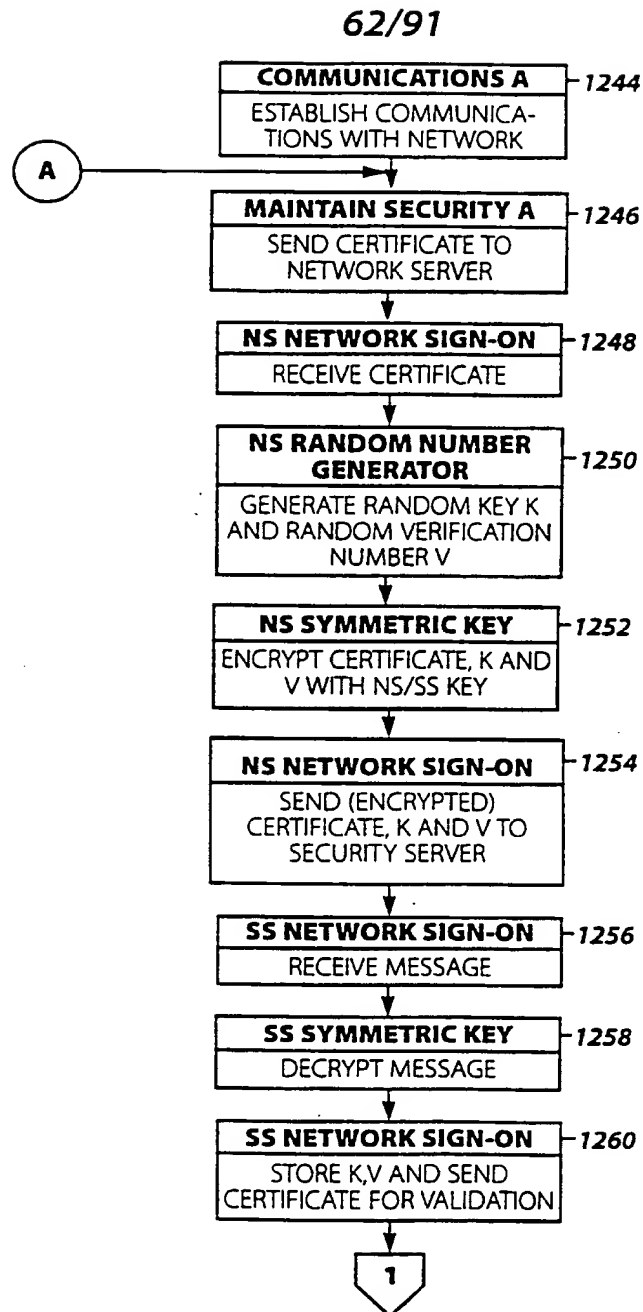 62/91
COMMUNICATIONS A
1244
ESTABLISH COMMUNICA-
TIONS WITH NETWORK
A
MAINTAIN SECURITY A
1246
SEND CERTIFICATE TO
NETWORK SERVER
NS NETWORK SIGN-ON
1248
RECEIVE CERTIFICATE
NS RANDOM NUMBER
GENERATOR
1250
GENERATE RANDOM KEY K
AND RANDOM VERIFICATION
NUMBER V
NS SYMMETRIC KEY
1252
ENCRYPT CERTIFICATE, K AND
V WITH NS/SS KEY
NS NETWORK SIGN-ON
1254
SEND (ENCRYPTED)
CERTIFICATE, K AND V TO
SECURITY SERVER
SS NETWORK SIGN-ON
1256
RECEIVE MESSAGE
SS SYMMETRIC KEY
1258
DECRYPT MESSAGE
SS NETWORK SIGN-ON
1260
STORE K,V AND SEND
CERTIFICATE FOR VALIDATION
1